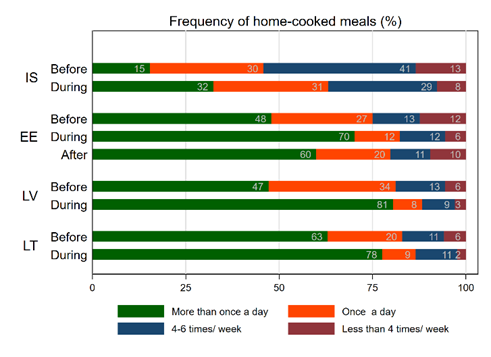 Frequency of home-cooked meals (%)
IS
Before 15 30 41 13
During 32 31 29 8
EE
Before 48 27 13 12
During 70 12 12 6
After 60 20 11 10
LV
Before 47 34 13 6
During 81 8 9 3
LT
Before 63 20 11 6
During 78 9 11 2
0 25 50 75 100
More than once a day Once a day
4-6 times/ week Less than 4 times/ week